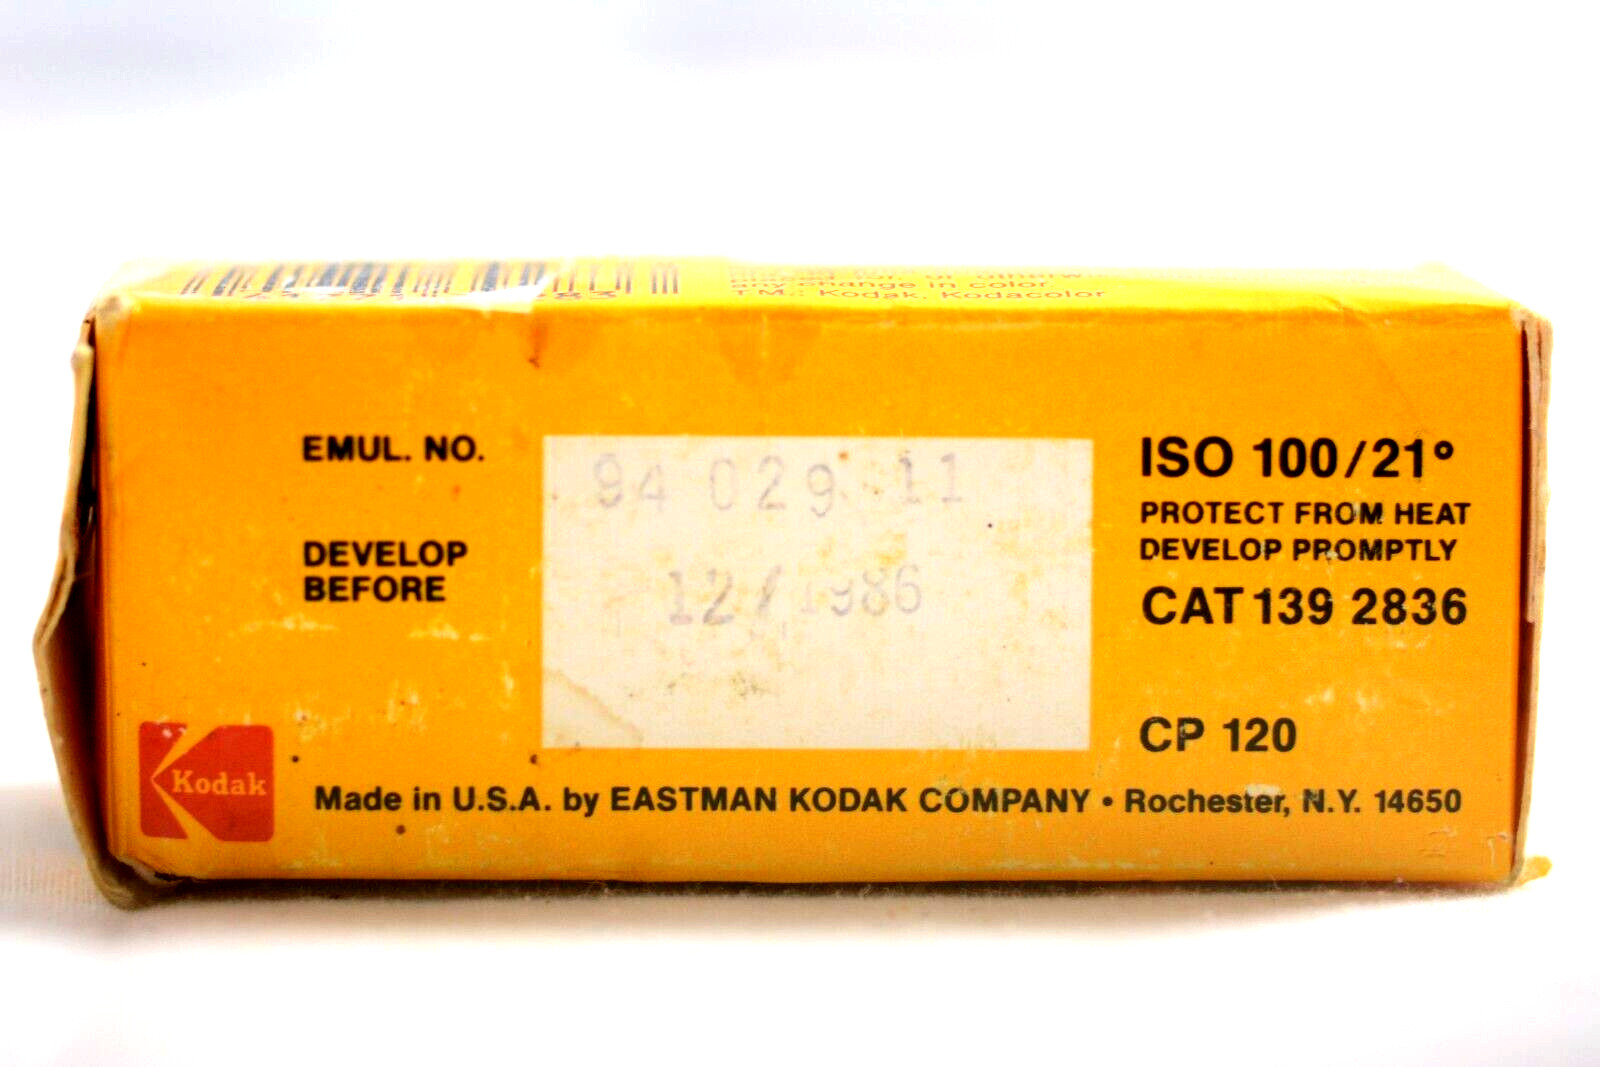 any change in color.
T.M.: Kodak, Kodacolor
EMUL. NO.
94 029 11
DEVELOP
BEFORE
12/1986
ISO 100/21°
PROTECT FROM HEAT
DEVELOP PROMPTLY
CAT 139 2836
CP 120
Kodak
Made in U.S.A. by EASTMAN KODAK COMPANY • Rochester, N.Y. 14650